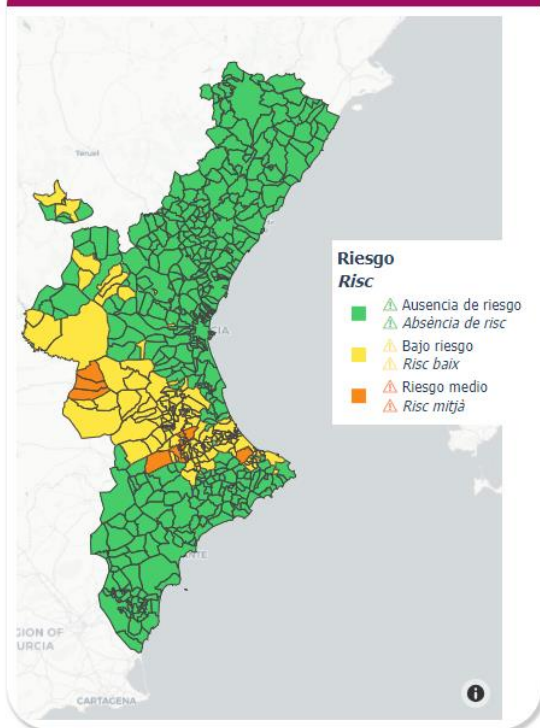 Teruel
Riesgo
Risc
Ausencia de riesgo
Absència de risc
Bajo riesgo
Risc baix
Riesgo medio
Risc mitjà
CARTAGENA